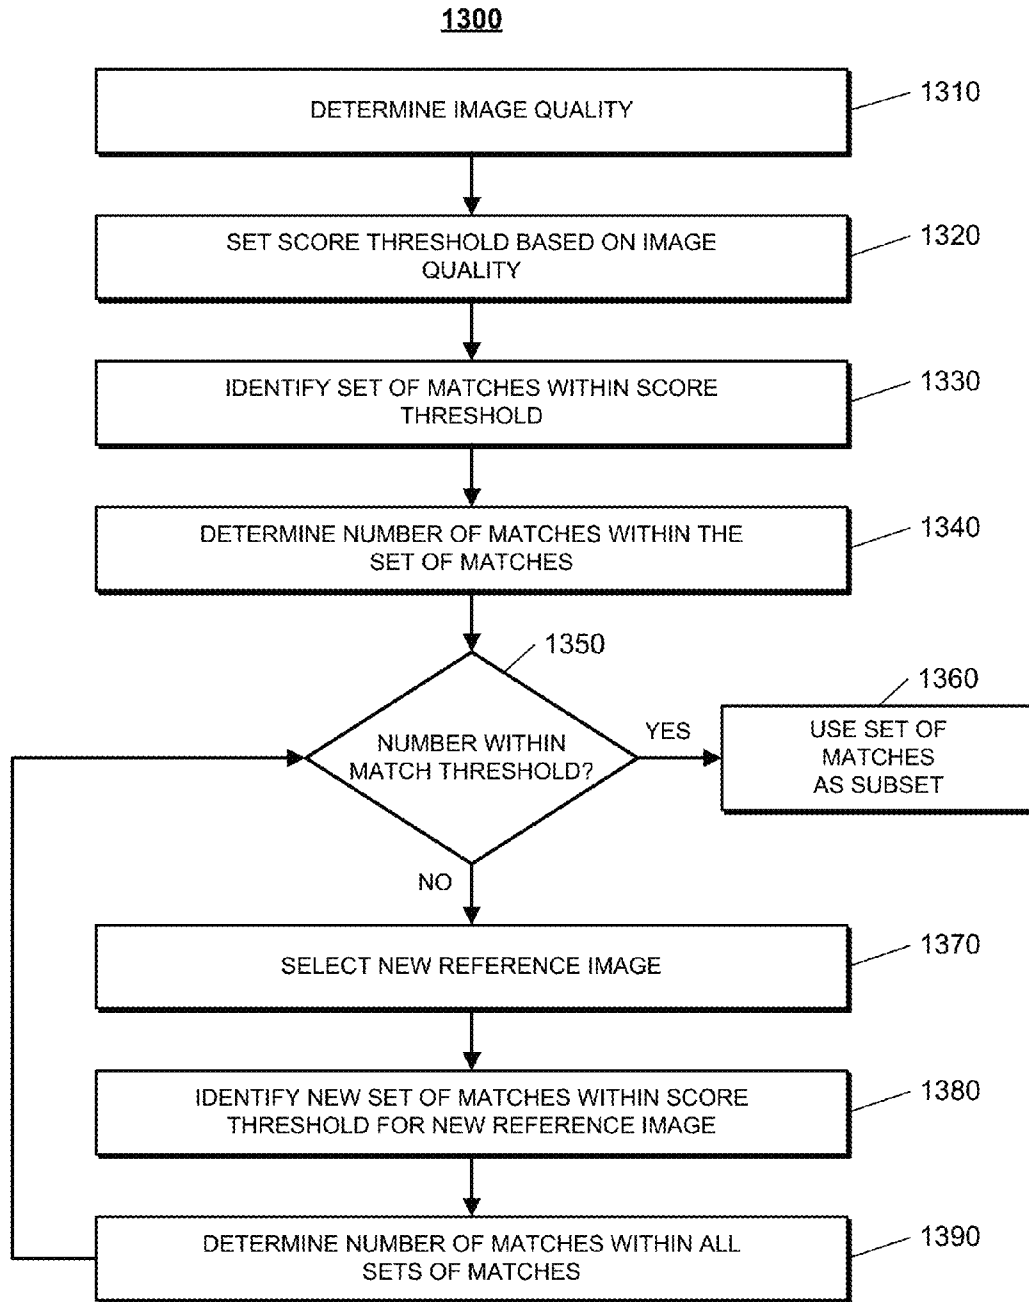 1300
DETERMINE IMAGE QUALITY
1310
SET SCORE THRESHOLD BASED ON IMAGE
QUALITY
1320
IDENTIFY SET OF MATCHES WITHIN SCORE
THRESHOLD
1330
DETERMINE NUMBER OF MATCHES WITHIN THE
SET OF MATCHES
1340
1350
NUMBER WITHIN
MATCH THRESHOLD?
YES
1360
USE SET OF
MATCHES
AS SUBSET
NO
SELECT NEW REFERENCE IMAGE
1370
IDENTIFY NEW SET OF MATCHES WITHIN SCORE
THRESHOLD FOR NEW REFERENCE IMAGE
1380
DETERMINE NUMBER OF MATCHES WITHIN ALL
SETS OF MATCHES
1390